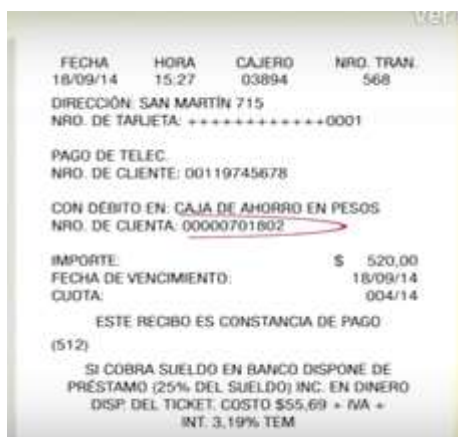 FECHA HORA CAJERO NRO. TRAN.
18/09/14 15:27 03894 568
DIRECCIÓN: SAN MARTÍN 715
NRO. DE TARJETA: ++++++++++++0001
PAGO DE TELEC.
NRO. DE CLIENTE: 00119745678
CON DÉBITO EN: CAJA DE AHORRO EN PESOS
NRO. DE CUENTA: 00000701802
IMPORTE: $ 520,00
FECHA DE VENCIMIENTO: 18/09/14
CUOTA: 004/14
ESTE RECIBO ES CONSTANCIA DE PAGO
(512)
SI COBRA SUELDO EN BANCO DISPONE DE
PRÉSTAMO (25% DEL SUELDO) INC. EN DINERO
DISP. DEL TICKET. COSTO $55,69 + IVA +
INT. 3,19% TEM